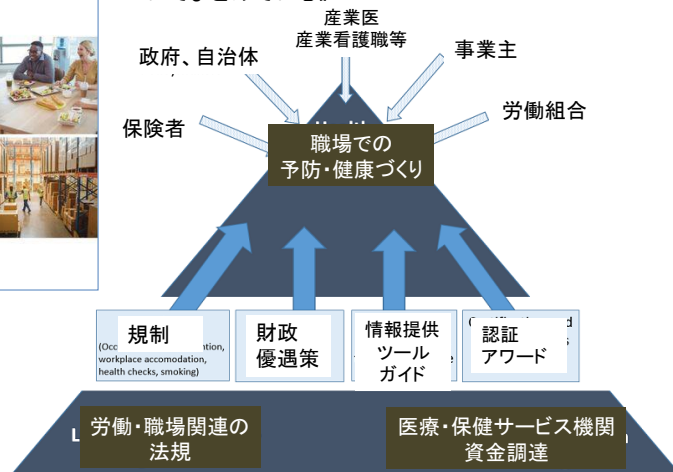 産業医
産業看護職等
政府、自治体
事業主
保険者
労働組合
職場での
予防・健康づくり
規制
workplace accomodation,
health checks, smoking)
財政
優遇策
情報提供
ツール
ガイド
認証
アワード
労働・職場関連の
法規
医療・保健サービス機関
資金調達